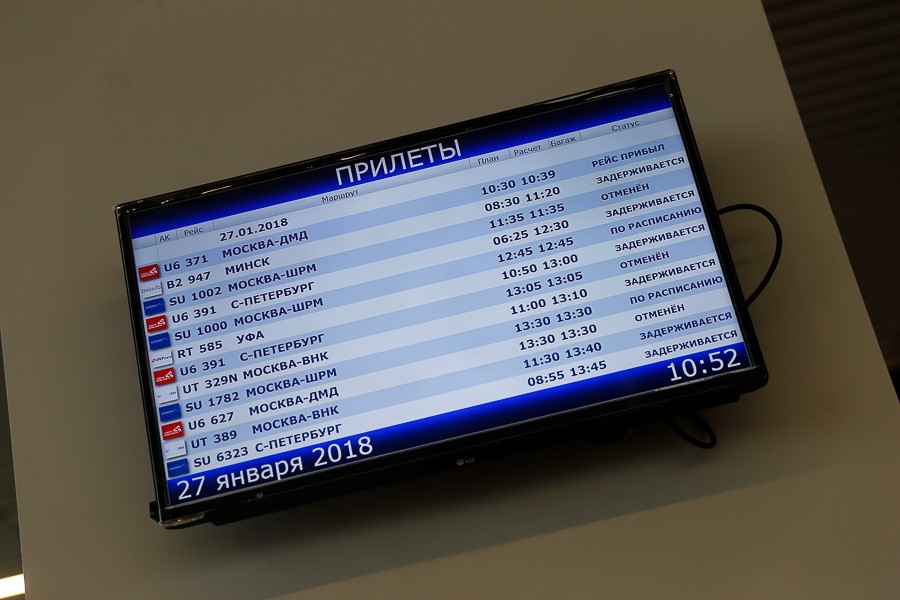 ПРИЛЕТЫ
АК Рейс Маршрут План Расчет Багаж Статус
27.01.2018
U6 371 МОСКВА-ДМД 10:30 10:39 РЕЙС ПРИБЫЛ
B2 947 МИНСК 08:30 11:20 ЗАДЕРЖИВАЕТСЯ
SU 1002 МОСКВА-ШРМ 11:35 11:35 ОТМЕНЁН
U6 391 С-ПЕТЕРБУРГ 06:25 12:30 ЗАДЕРЖИВАЕТСЯ
SU 1000 МОСКВА-ШРМ 12:45 12:45 ПО РАСПИСАНИЮ
RT 585 УФА 10:50 13:00 ЗАДЕРЖИВАЕТСЯ
U6 391 С-ПЕТЕРБУРГ 13:05 13:05 ОТМЕНЁН
UT 329N МОСКВА-ВНК 11:00 13:10 ЗАДЕРЖИВАЕТСЯ
SU 1782 МОСКВА-ШРМ 13:30 13:30 ПО РАСПИСАНИЮ
U6 627 МОСКВА-ДМД 13:30 13:30 ОТМЕНЁН
UT 389 МОСКВА-ВНК 11:30 13:40 ЗАДЕРЖИВАЕТСЯ
SU 6323 С-ПЕТЕРБУРГ 08:55 13:45 ЗАДЕРЖИВАЕТСЯ
27 января 2018 10:52
LG